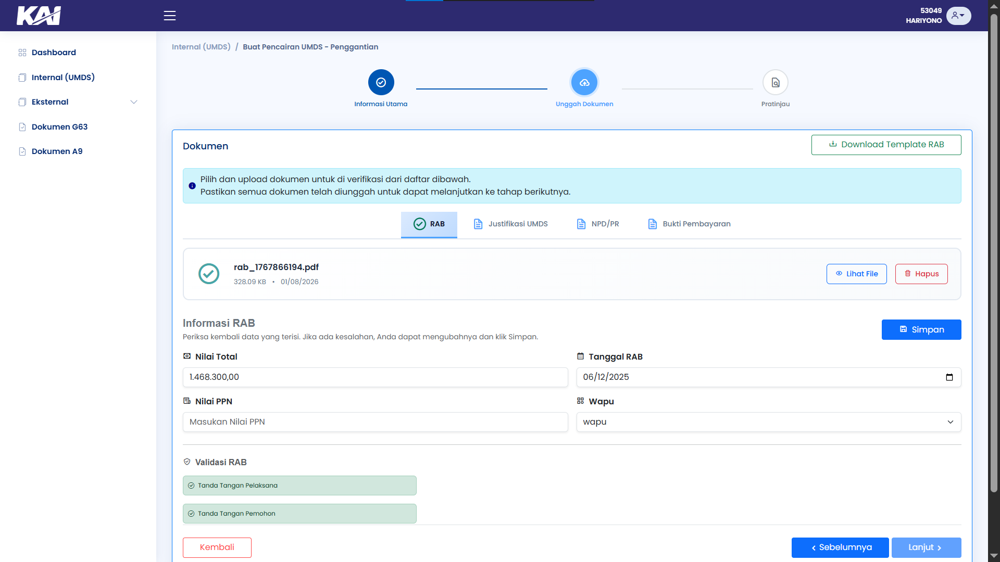 KAI
53049
HARIYONO
Dashboard
Internal (UMDS)
Eksternal
Dokumen G63
Dokumen A9
Internal (UMDS) / Buat Pencairan UMDS - Penggantian
Informasi Utama
Unggah Dokumen
Pratinjau
Dokumen
Download Template RAB
Pilih dan upload dokumen untuk di verifikasi dari daftar dibawah.
Pastikan semua dokumen telah diunggah untuk dapat melanjutkan ke tahap berikutnya.
RAB
Justifikasi UMDS
NPD/PR
Bukti Pembayaran
rab_1767866194.pdf
328.09 KB • 01/08/2026
Lihat File
Hapus
Informasi RAB
Periksa kembali data yang terisi. Jika ada kesalahan, Anda dapat mengubahnya dan klik Simpan.
Simpan
Nilai Total
1.468.300,00
Tanggal RAB
06/12/2025
Nilai PPN
Masukan Nilai PPN
Wapu
wapu
Validasi RAB
Tanda Tangan Pelaksana
Tanda Tangan Pemohon
Kembali
Sebelumnya
Lanjut